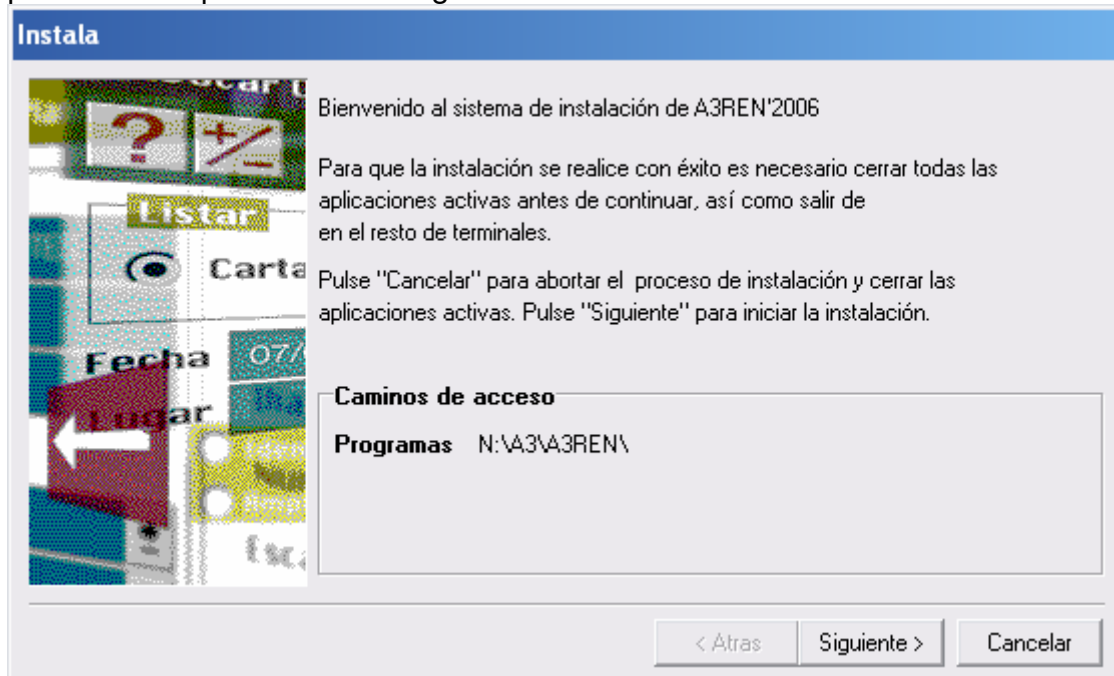 Instala
Bienvenido al sistema de instalación de A3REN'2006
Para que la instalación se realice con éxito es necesario cerrar todas las
aplicaciones activas antes de continuar, así como salir de
en el resto de terminales.
Pulse "Cancelar" para abortar el proceso de instalación y cerrar las
aplicaciones activas. Pulse "Siguiente" para iniciar la instalación.
? +/-
Listar
Carta
Fecha 07/
Lugar
Caminos de acceso
Programas N:\A3\A3REN\
< Atras Siguiente > Cancelar